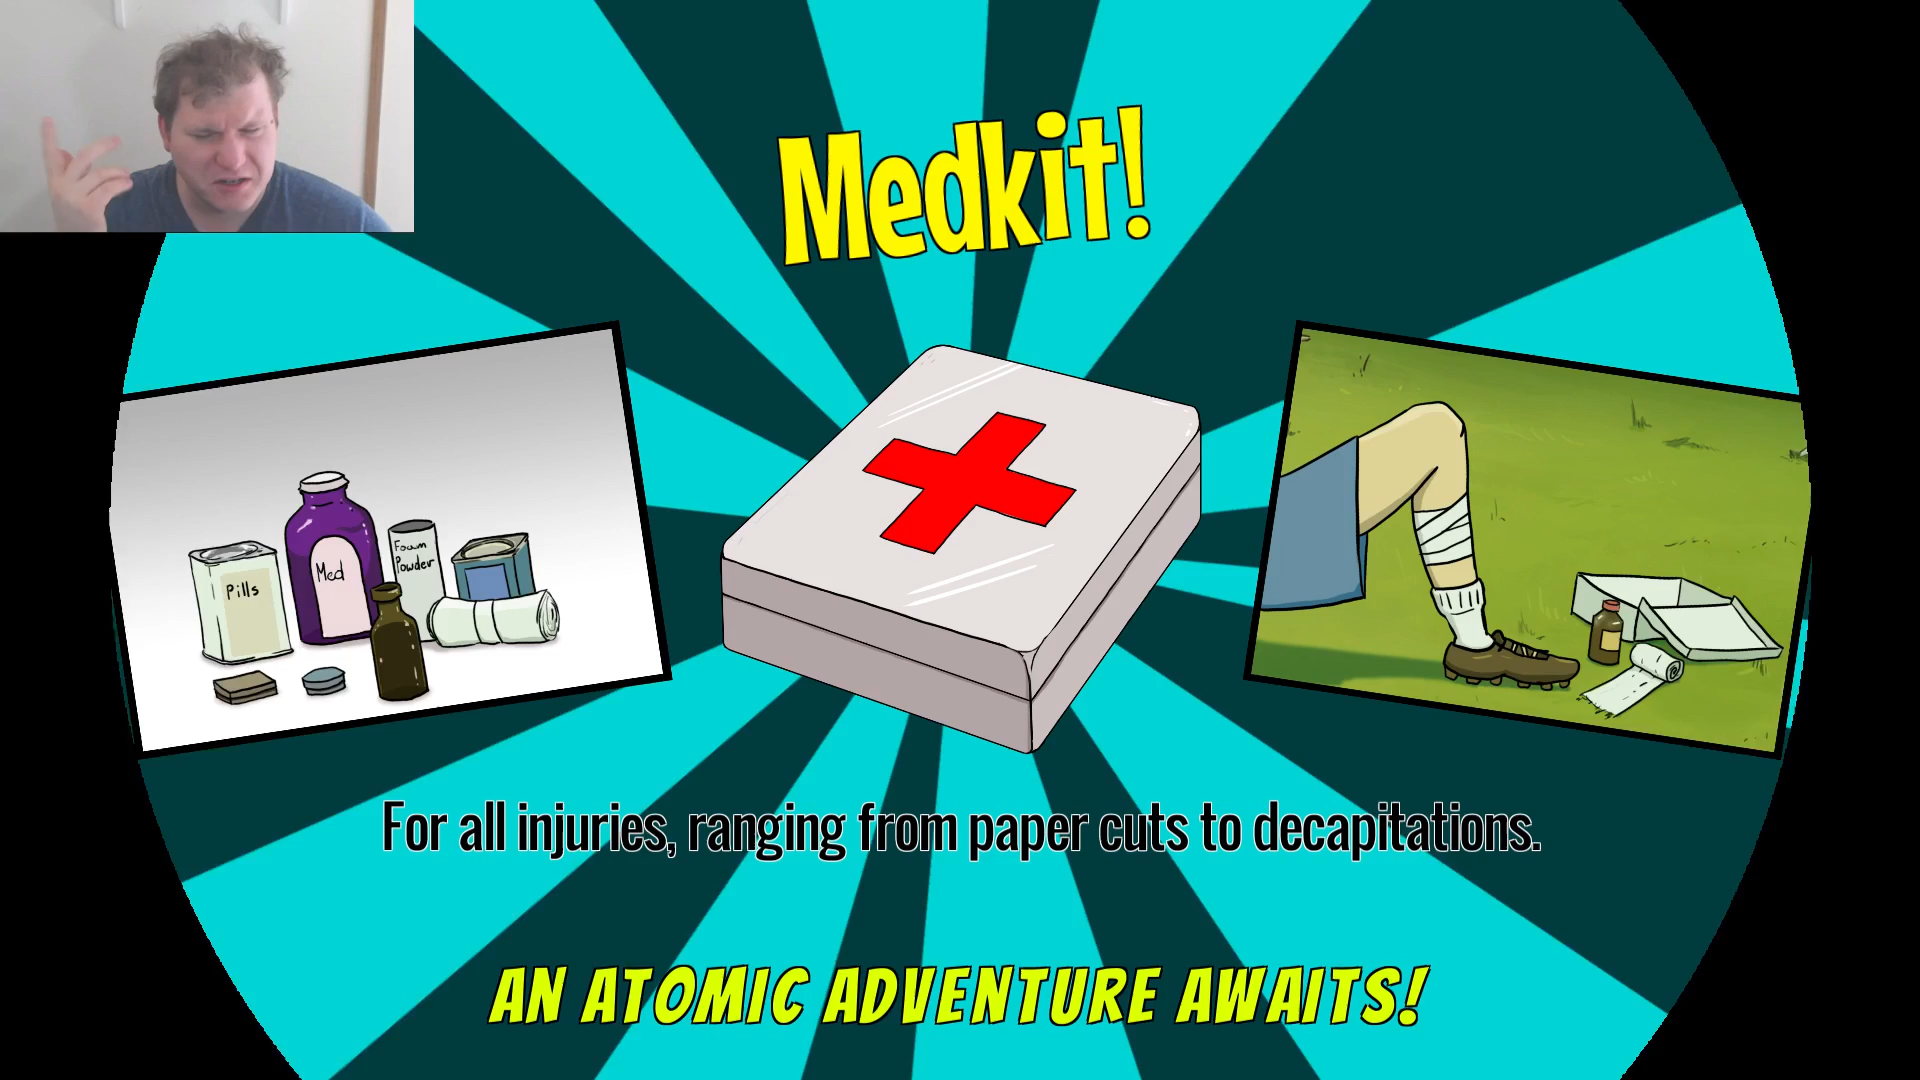 Medkit!
Pills
Med
Foam
Powder
For all injuries, ranging from paper cuts to decapitations.
AN ATOMIC ADVENTURE AWAITS!